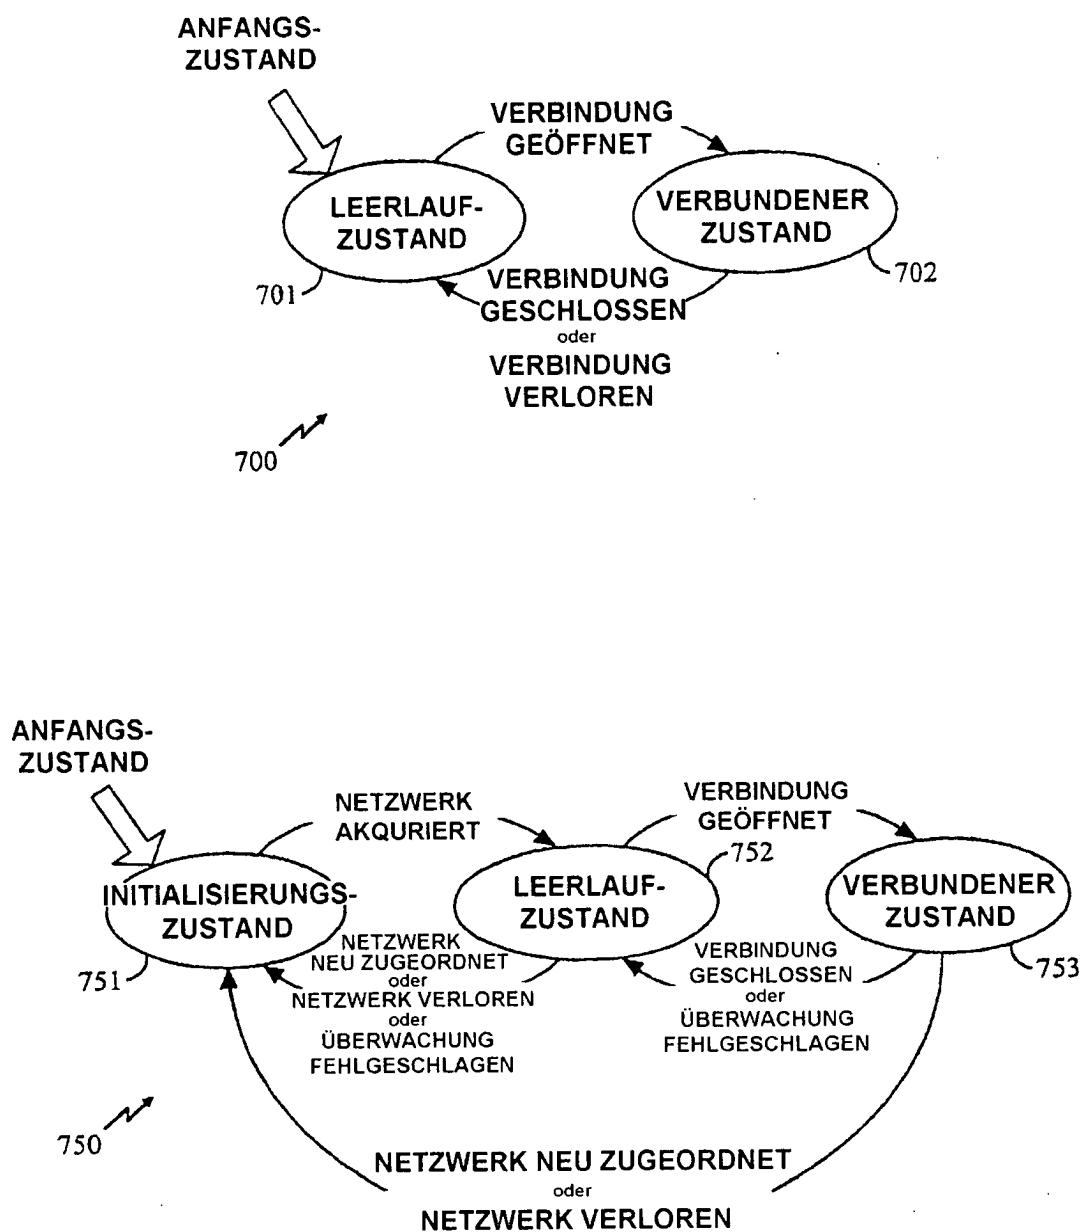 ANFANGS-
ZUSTAND
VERBINDUNG
GEÖFFNET
LEERLAUF-
ZUSTAND
VERBUNDENER
ZUSTAND
701
702
VERBINDUNG
GESCHLOSSEN
oder
VERBINDUNG
VERLOREN
700
ANFANGS-
ZUSTAND
NETZWERK
AKQURIERT
VERBINDUNG
GEÖFFNET
752
INITIALISIERUNGS-
ZUSTAND
LEERLAUF-
ZUSTAND
VERBUNDENER
ZUSTAND
751
753
NETZWERK
NEU ZUGEORDNET
oder
NETZWERK VERLOREN
oder
ÜBERWACHUNG
FEHLGESCHLAGEN
VERBINDUNG
GESCHLOSSEN
oder
ÜBERWACHUNG
FEHLGESCHLAGEN
750
NETZWERK NEU ZUGEORDNET
oder
NETZWERK VERLOREN